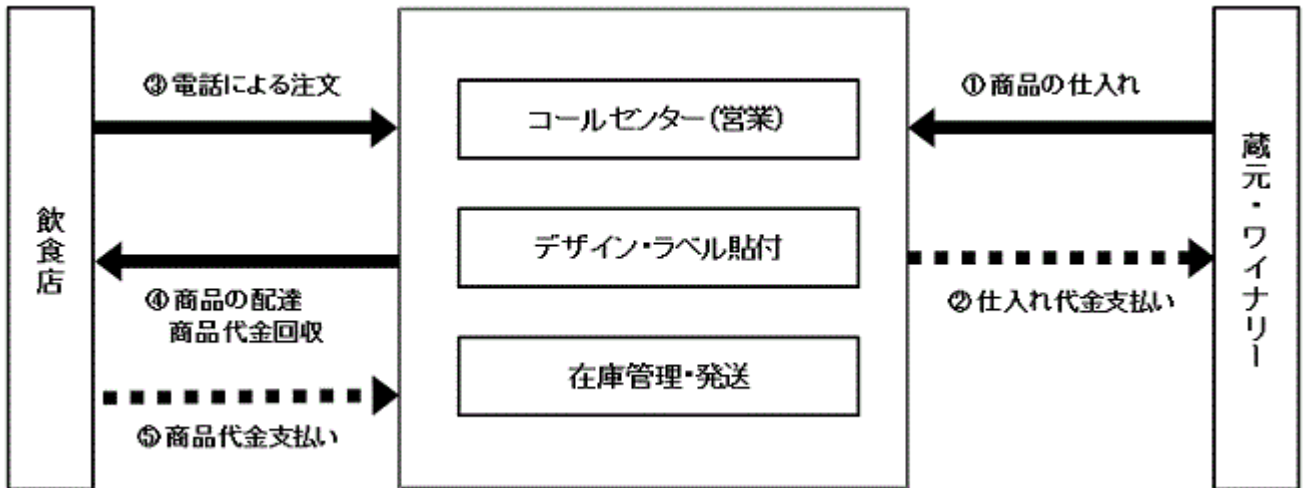 飲食店
③電話による注文
④商品の配達
商品代金回収
⑤商品代金支払い
コールセンター(営業)
デザイン・ラベル貼付
在庫管理・発送
①商品の仕入れ
②仕入れ代金支払い
蔵元・ワイナリー